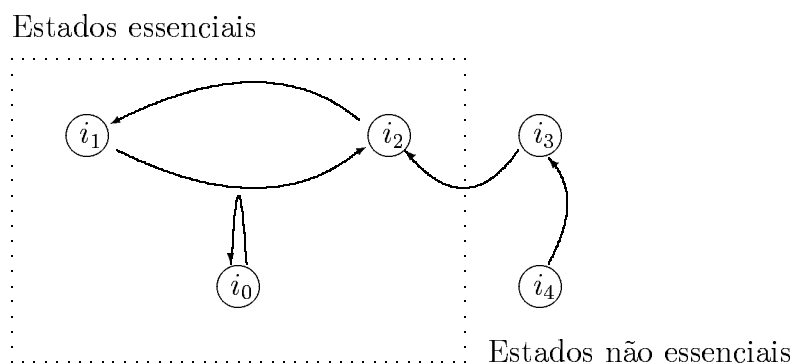 Estados essenciais
i₁
i₂
i₃
i₀
i₄
Estados não essenciais